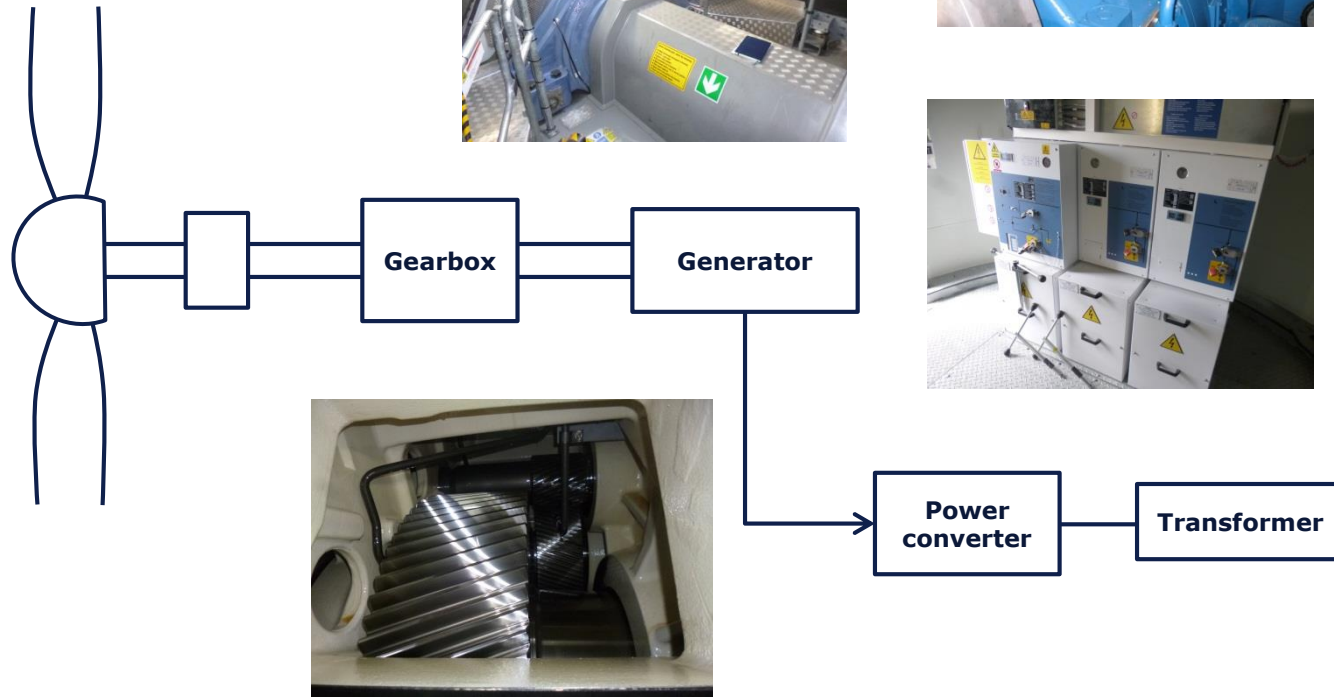 Gearbox
Generator
Power
converter
Transformer